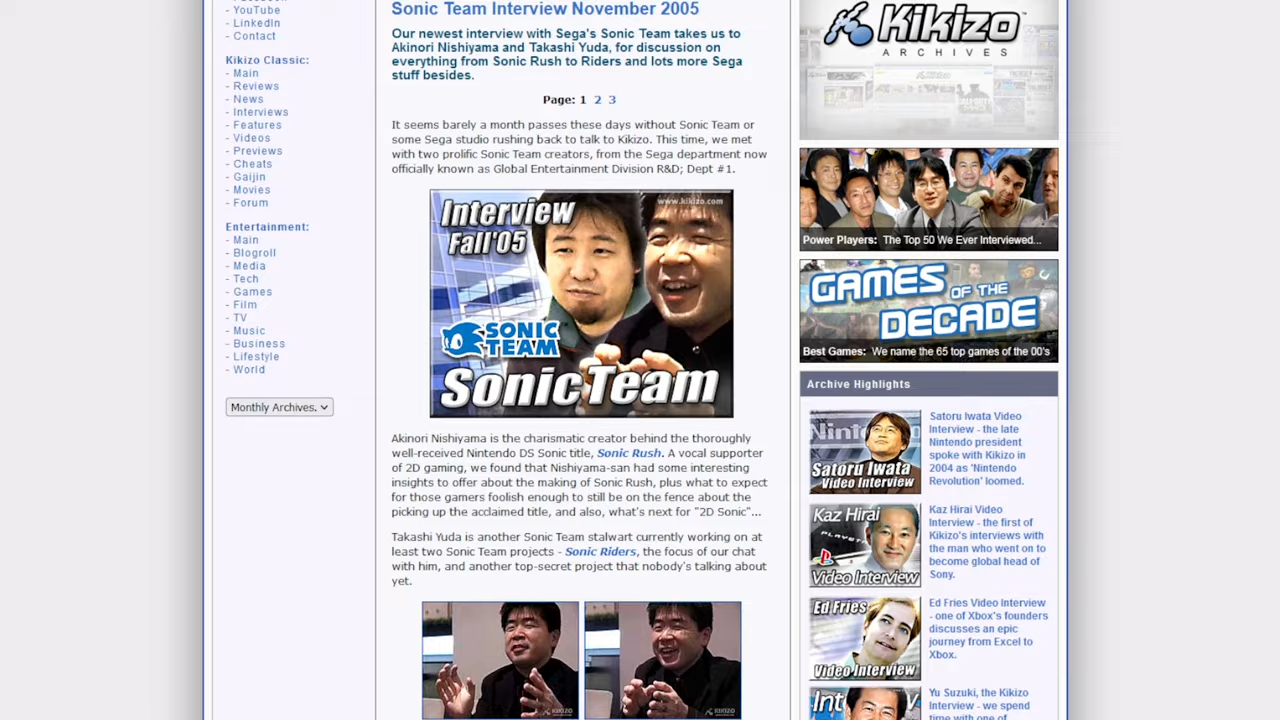 - YouTube
- LinkedIn
- Contact
Kikizo Classic:
- Main
- Reviews
- News
- Interviews
- Features
- Videos
- Previews
- Cheats
- Gaijin
- Movies
- Forum
Entertainment:
- Main
- Blogroll
- Media
- Tech
- Games
- Film
- TV
- Music
- Business
- Lifestyle
- World
Monthly Archives.
Sonic Team Interview November 2005
Our newest interview with Sega's Sonic Team takes us to
Akinori Nishiyama and Takashi Yuda, for discussion on
everything from Sonic Rush to Riders and lots more Sega
stuff besides.
Page: 1 2 3
It seems barely a month passes these days without Sonic Team or
some Sega studio rushing back to talk to Kikizo. This time, we met
with two prolific Sonic Team creators, from the Sega department now
officially known as Global Entertainment Division R&D; Dept #1.
Interview
Fall'05
www.kikizo.com
SONIC
TEAM
Sonic Team
Akinori Nishiyama is the charismatic creator behind the thoroughly
well-received Nintendo DS Sonic title, Sonic Rush. A vocal supporter
of 2D gaming, we found that Nishiyama-san had some interesting
insights to offer about the making of Sonic Rush, plus what to expect
for those gamers foolish enough to still be on the fence about the
picking up the acclaimed title, and also, what's next for "2D Sonic"...
Takashi Yuda is another Sonic Team stalwart currently working on at
least two Sonic Team projects - Sonic Riders, the focus of our chat
with him, and another top-secret project that nobody's talking about
yet.
KIKIZO
KIKIZO
Kikizo
ARCHIVES
Power Players: The Top 50 We Ever Interviewed...
GAMES OF THE
DECADE
Best Games: We name the 65 top games of the 00's
Archive Highlights
Nintendo
Satoru Iwata
Video Interview
Satoru Iwata Video
Interview - the late
Nintendo president
spoke with Kikizo in
2004 as 'Nintendo
Revolution' loomed.
Kaz Hirai
Video Interview
Kaz Hirai Video
Interview - the first of
Kikizo's interviews with
the man who went on to
become global head of
Sony.
Ed Fries
Video Interview
Ed Fries Video Interview
- one of Xbox's founders
discusses an epic
journey from Excel to
Xbox.
Yu Suzuki, the Kikizo
Interview - we spend
time with one of